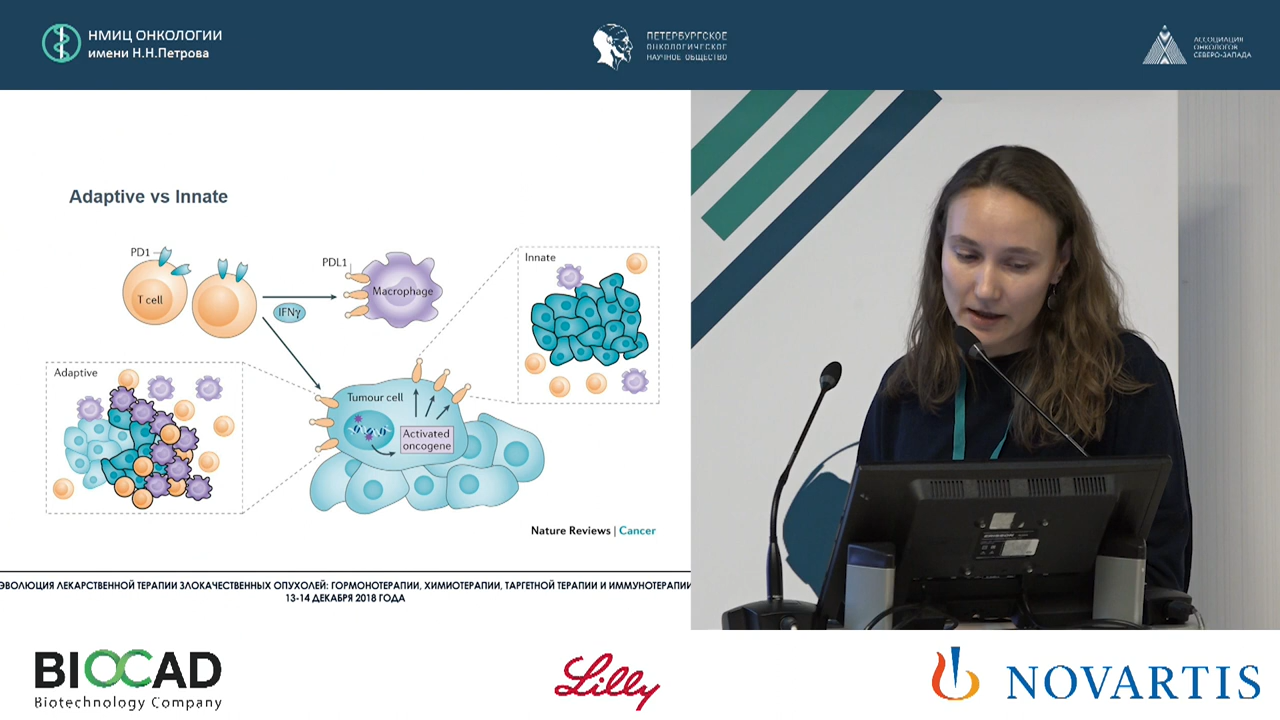 НМИЦ ОНКОЛОГИИ
имени Н.Н.Петрова
ПЕТЕРБУРГСКОЕ
ОНКОЛОГИЧЕСКОЕ
НАУЧНОЕ ОБЩЕСТВО
АССОЦИАЦИЯ
ОНКОЛОГОВ
СЕВЕРО-ЗАПАДА
Adaptive vs Innate
PD1
T cell
IFNγ
PDL1
Macrophage
Innate
Adaptive
Tumour cell
Activated
oncogene
Nature Reviews | Cancer
ЭВОЛЮЦИЯ ЛЕКАРСТВЕННОЙ ТЕРАПИИ ЗЛОКАЧЕСТВЕННЫХ ОПУХОЛЕЙ: ГОРМОНОТЕРАПИИ, ХИМИОТЕРАПИИ, ТАРГЕТНОЙ ТЕРАПИИ И ИММУНОТЕРАПИИ
13-14 ДЕКАБРЯ 2018 ГОДА
BIOCAD
Biotechnology Company
Lilly
NOVARTIS